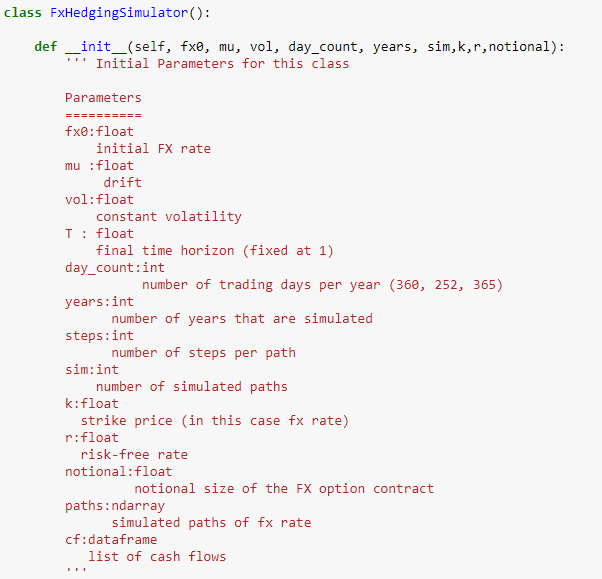 class FxHedgingSimulator():
def __init__(self, fx0, mu, vol, day_count, years, sim,k,r,notional):
''' Initial Parameters for this class
Parameters
==========
fx0:float
initial FX rate
mu :float
drift
vol:float
constant volatility
T : float
final time horizon (fixed at 1)
day_count:int
number of trading days per year (360, 252, 365)
years:int
number of years that are simulated
steps:int
number of steps per path
sim:int
number of simulated paths
k:float
strike price (in this case fx rate)
r:float
risk-free rate
notional:float
notional size of the FX option contract
paths:ndarray
simulated paths of fx rate
cf:dataframe
list of cash flows
'''